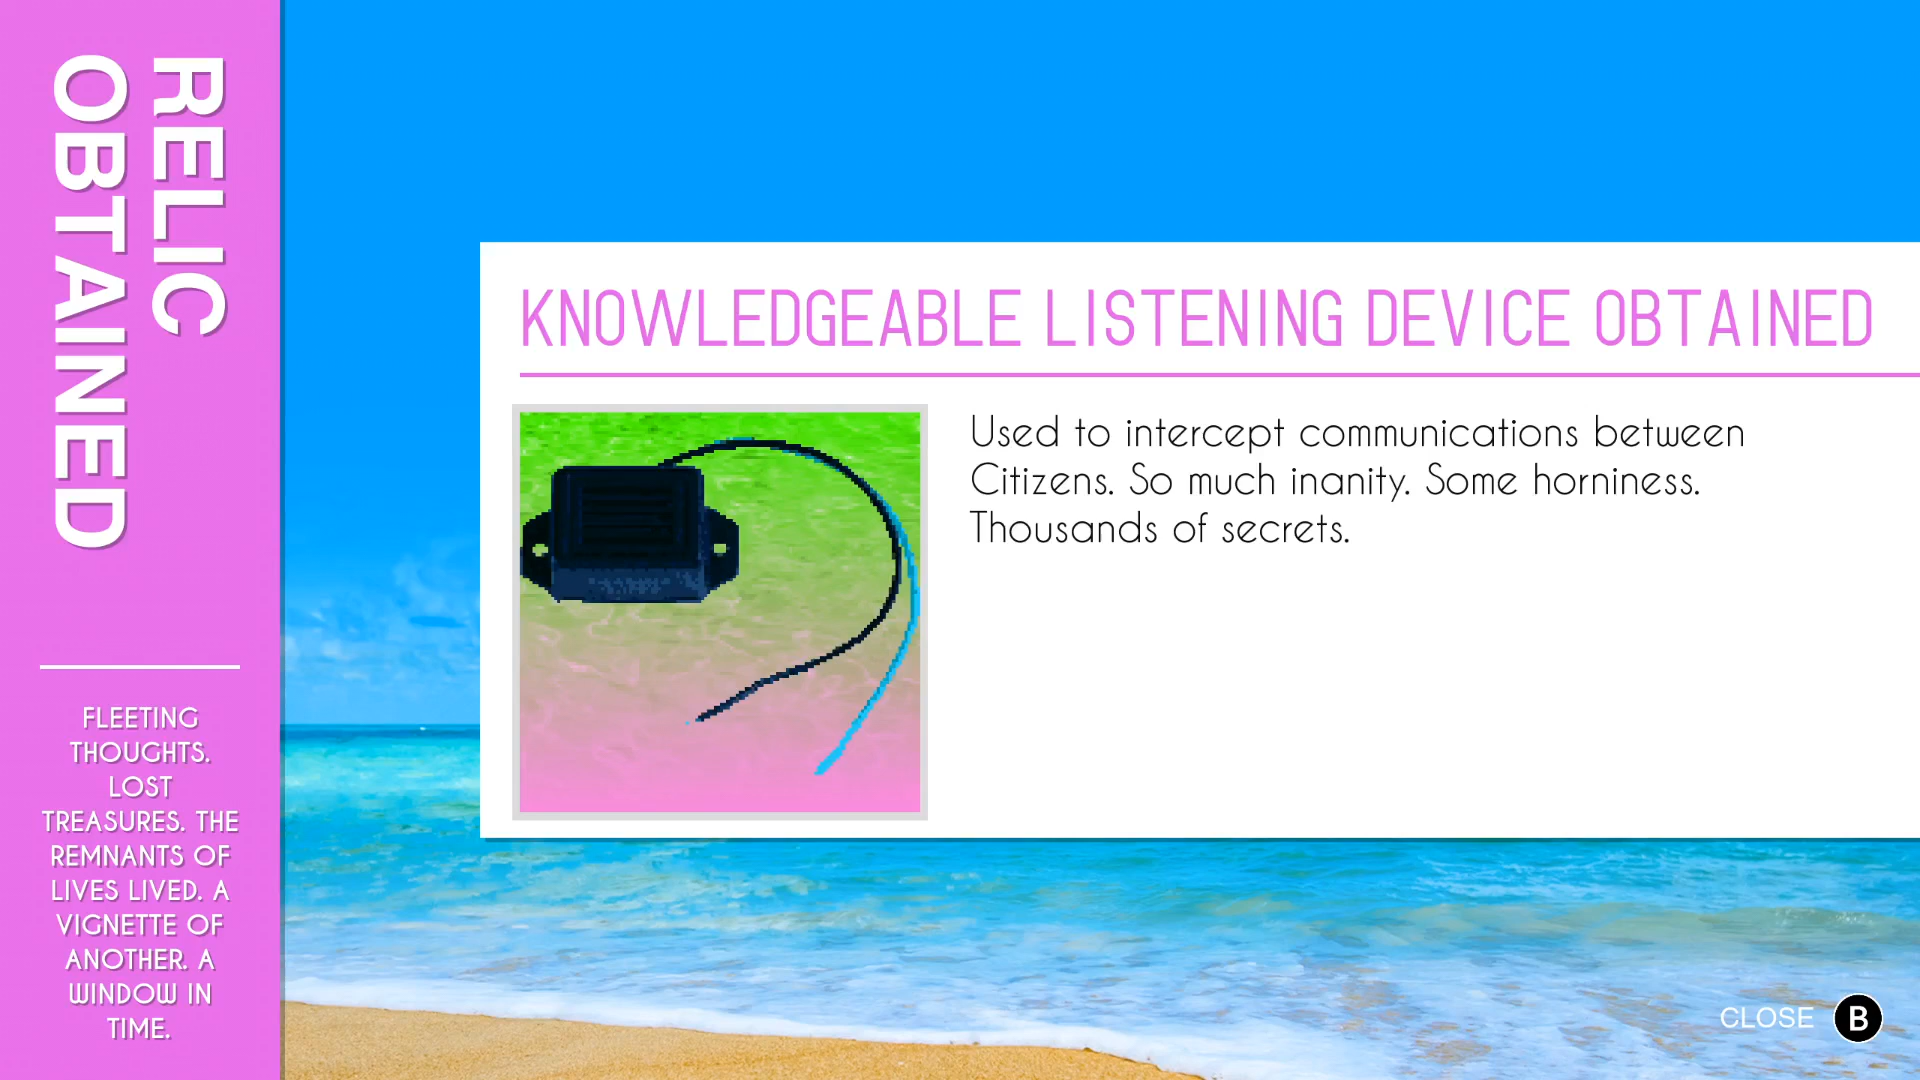 RELIC
OBTAINED
FLEETING
THOUGHTS.
LOST
TREASURES. THE
REMNANTS OF
LIVES LIVED. A
VIGNETTE OF
ANOTHER. A
WINDOW IN
TIME.
KNOWLEDGEABLE LISTENING DEVICE OBTAINED
Used to intercept communications between
Citizens. So much inanity. Some horniness.
Thousands of secrets.
CLOSE B